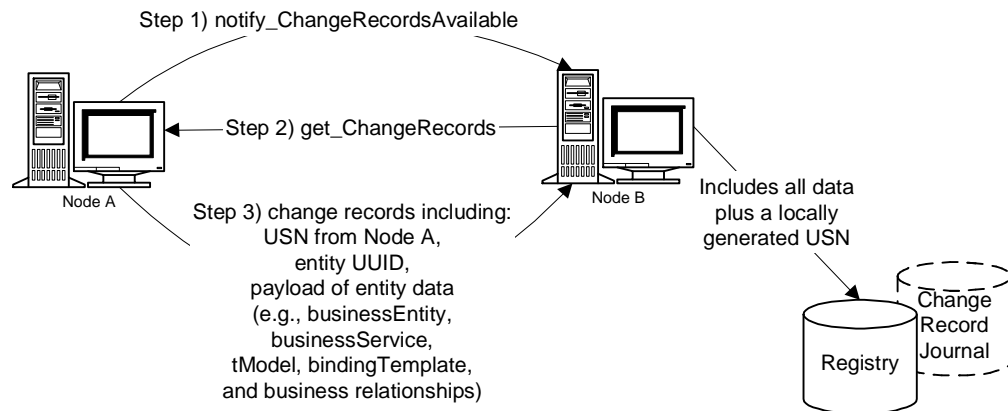 Step 1) notify_ChangeRecordsAvailable
Step 2) get_ChangeRecords
Node A
Node B
Step 3) change records including:
USN from Node A,
entity UUID,
payload of entity data
(e.g., businessEntity,
businessService,
tModel, bindingTemplate,
and business relationships)
Includes all data
plus a locally
generated USN
Registry
Change
Record
Journal